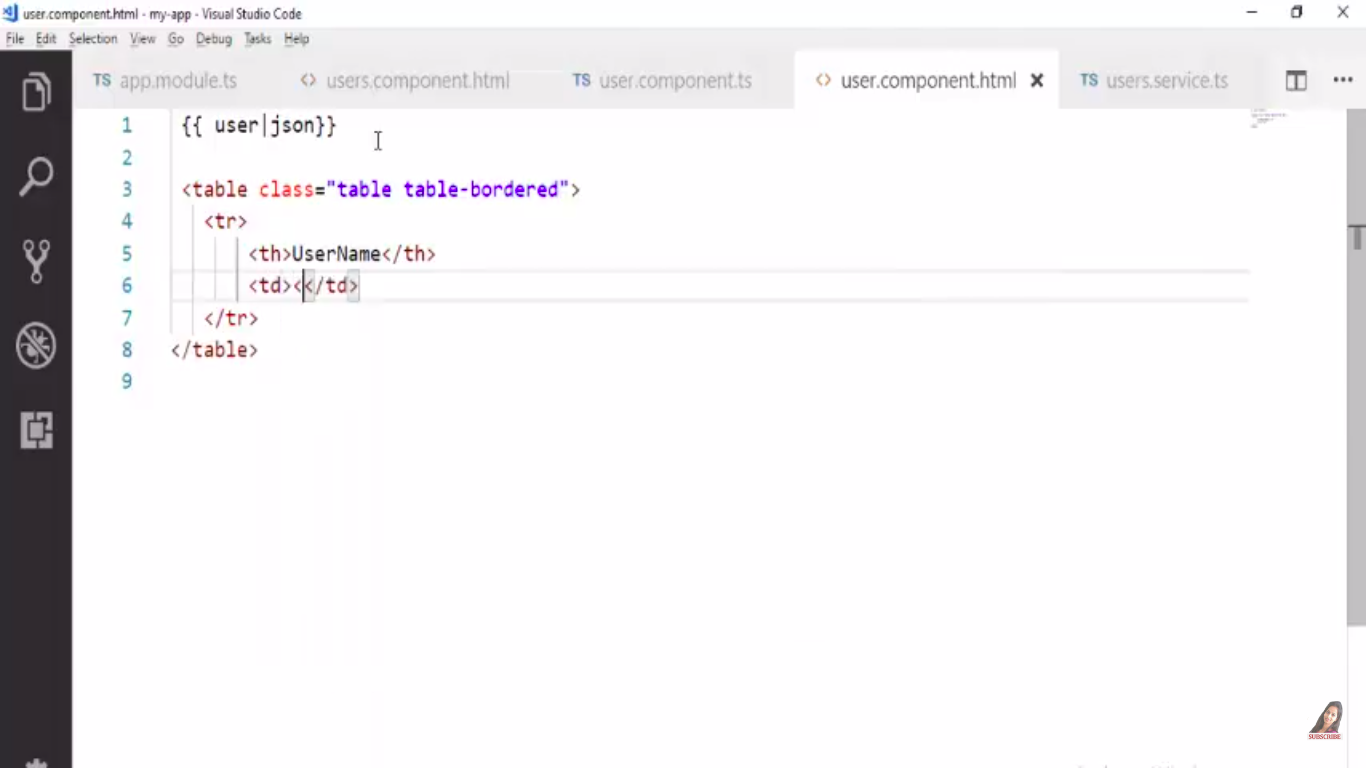 user.component.html - my-app - Visual Studio Code
File Edit Selection View Go Debug Tasks Help
TS app.module.ts <> users.component.html TS user.component.ts <> user.component.html TS users.service.ts
1 {{ user|json}}
2
3 <table class="table table-bordered">
4 <tr>
5 <th>UserName</th>
6 <td><</td>
7 </tr>
8 </table>
9
SUBSCRIBE